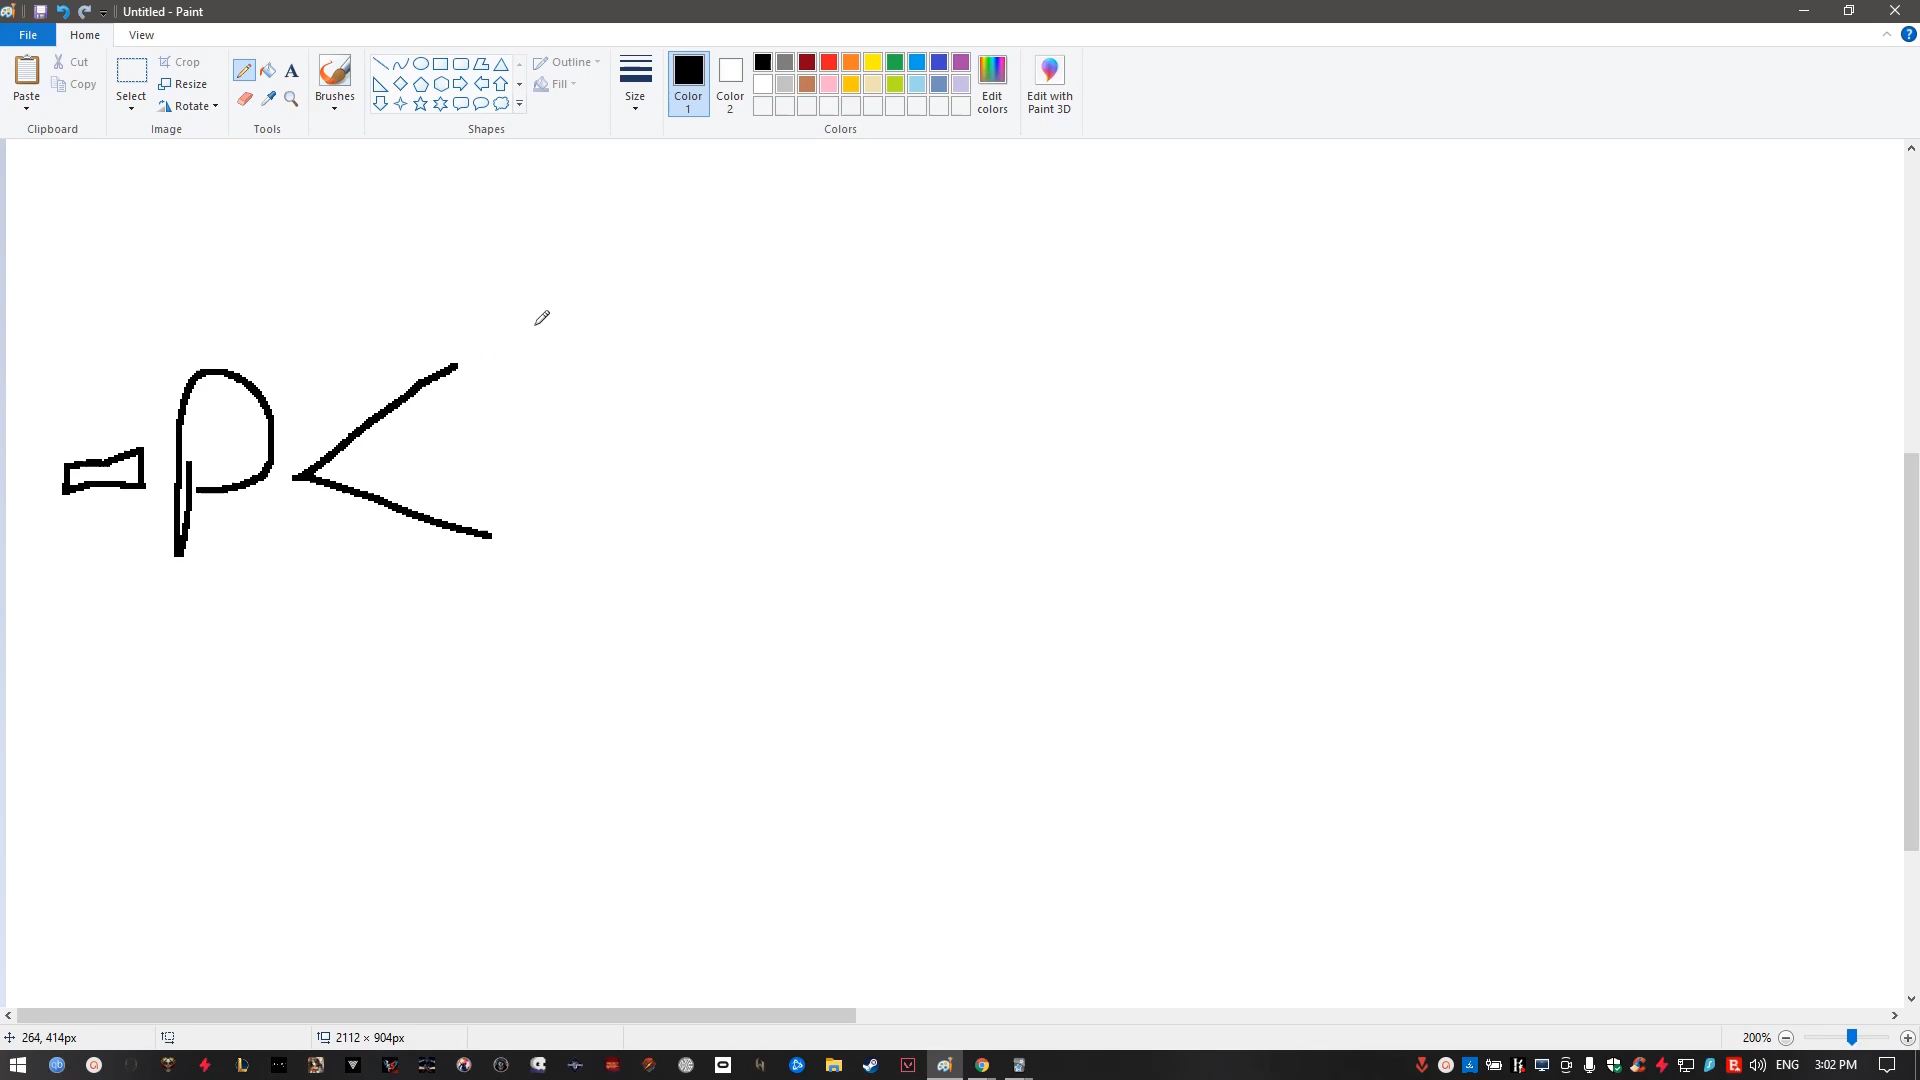 Untitled - Paint
File Home View
Paste Cut Copy Clipboard
Select Crop Resize Rotate Image
Tools
Brushes
Outline Fill Shapes
Size
Color 1 Color 2 Edit colors Colors
Edit with Paint 3D
P <
264, 414px 2112 × 904px 200%
ENG 3:02 PM